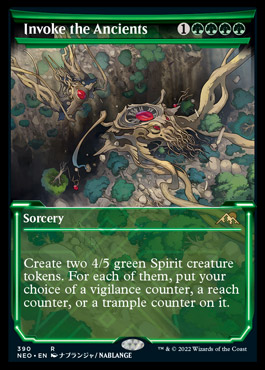 Invoke the Ancients 1
Sorcery
Create two 4/5 green Spirit creature
tokens. For each of them, put your
choice of a vigilance counter, a reach
counter, or a trample counter on it.
390 R
NEO • EN ナブランジャ/NABLANGE
™ & © 2022 Wizards of the Coast